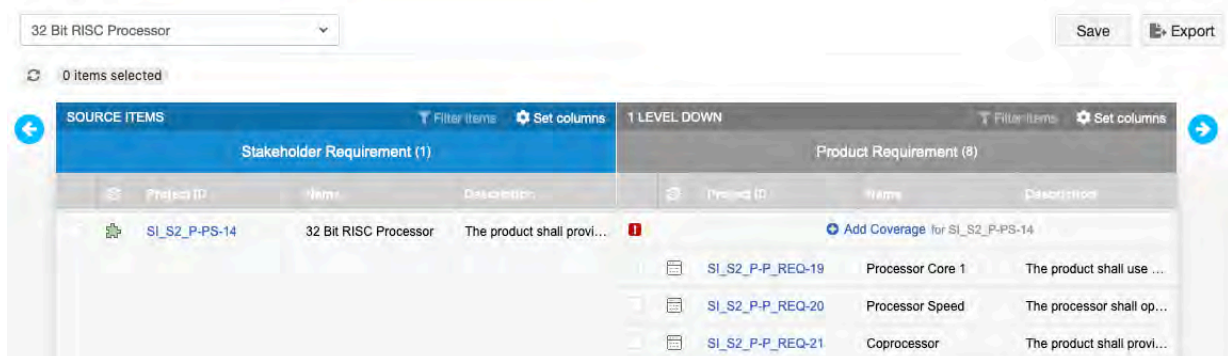 32 Bit RISC Processor
Save
Export
0 items selected
SOURCE ITEMS Filter items Set columns 1 LEVEL DOWN Filter items Set columns
Stakeholder Requirement (1) Product Requirement (8)
Project ID Name Description Project ID Name Description
SI_S2_P-PS-14 32 Bit RISC Processor The product shall provi... Add Coverage for SI_S2_P-PS-14
SI_S2_P-P_REQ-19 Processor Core 1 The product shall use ...
SI_S2_P-P_REQ-20 Processor Speed The processor shall op...
SI_S2_P-P_REQ-21 Coprocessor The product shall provi...